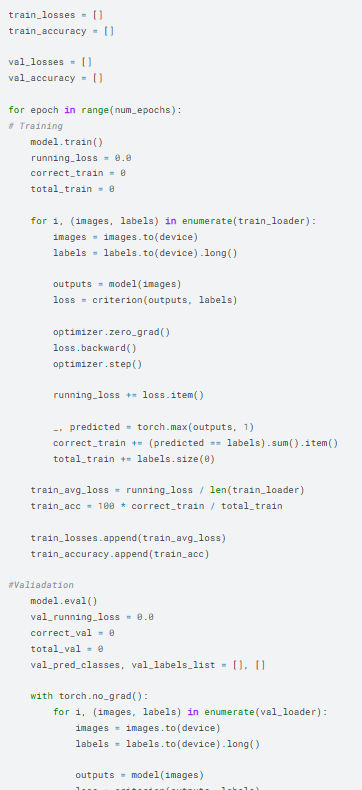 train_losses = []
train_accuracy = []

val_losses = []
val_accuracy = []

for epoch in range(num_epochs):
# Training
    model.train()
    running_loss = 0.0
    correct_train = 0
    total_train = 0

    for i, (images, labels) in enumerate(train_loader):
        images = images.to(device)
        labels = labels.to(device).long()

        outputs = model(images)
        loss = criterion(outputs, labels)

        optimizer.zero_grad()
        loss.backward()
        optimizer.step()

        running_loss += loss.item()

        _, predicted = torch.max(outputs, 1)
        correct_train += (predicted == labels).sum().item()
        total_train += labels.size(0)

    train_avg_loss = running_loss / len(train_loader)
    train_acc = 100 * correct_train / total_train

    train_losses.append(train_avg_loss)
    train_accuracy.append(train_acc)

#Valiadation
    model.eval()
    val_running_loss = 0.0
    correct_val = 0
    total_val = 0
    val_pred_classes, val_labels_list = [], []

    with torch.no_grad():
        for i, (images, labels) in enumerate(val_loader):
            images = images.to(device)
            labels = labels.to(device).long()

            outputs = model(images)